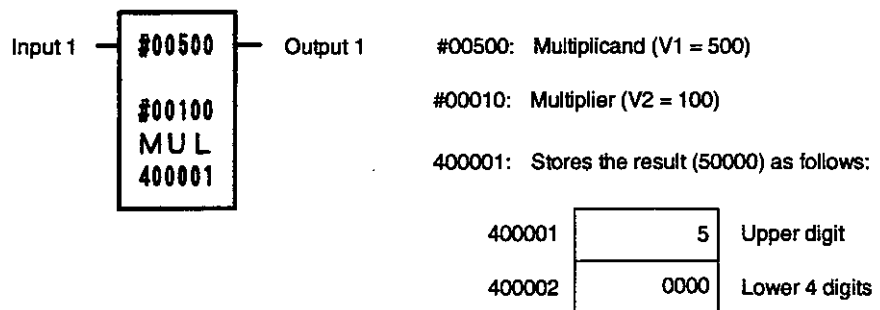 Input 1
#00500
Output 1
#00100
MUL
400001
#00500: Multiplicand (V1 = 500)
#00010: Multiplier (V2 = 100)
400001: Stores the result (50000) as follows:
400001 5 Upper digit
400002 0000 Lower 4 digits